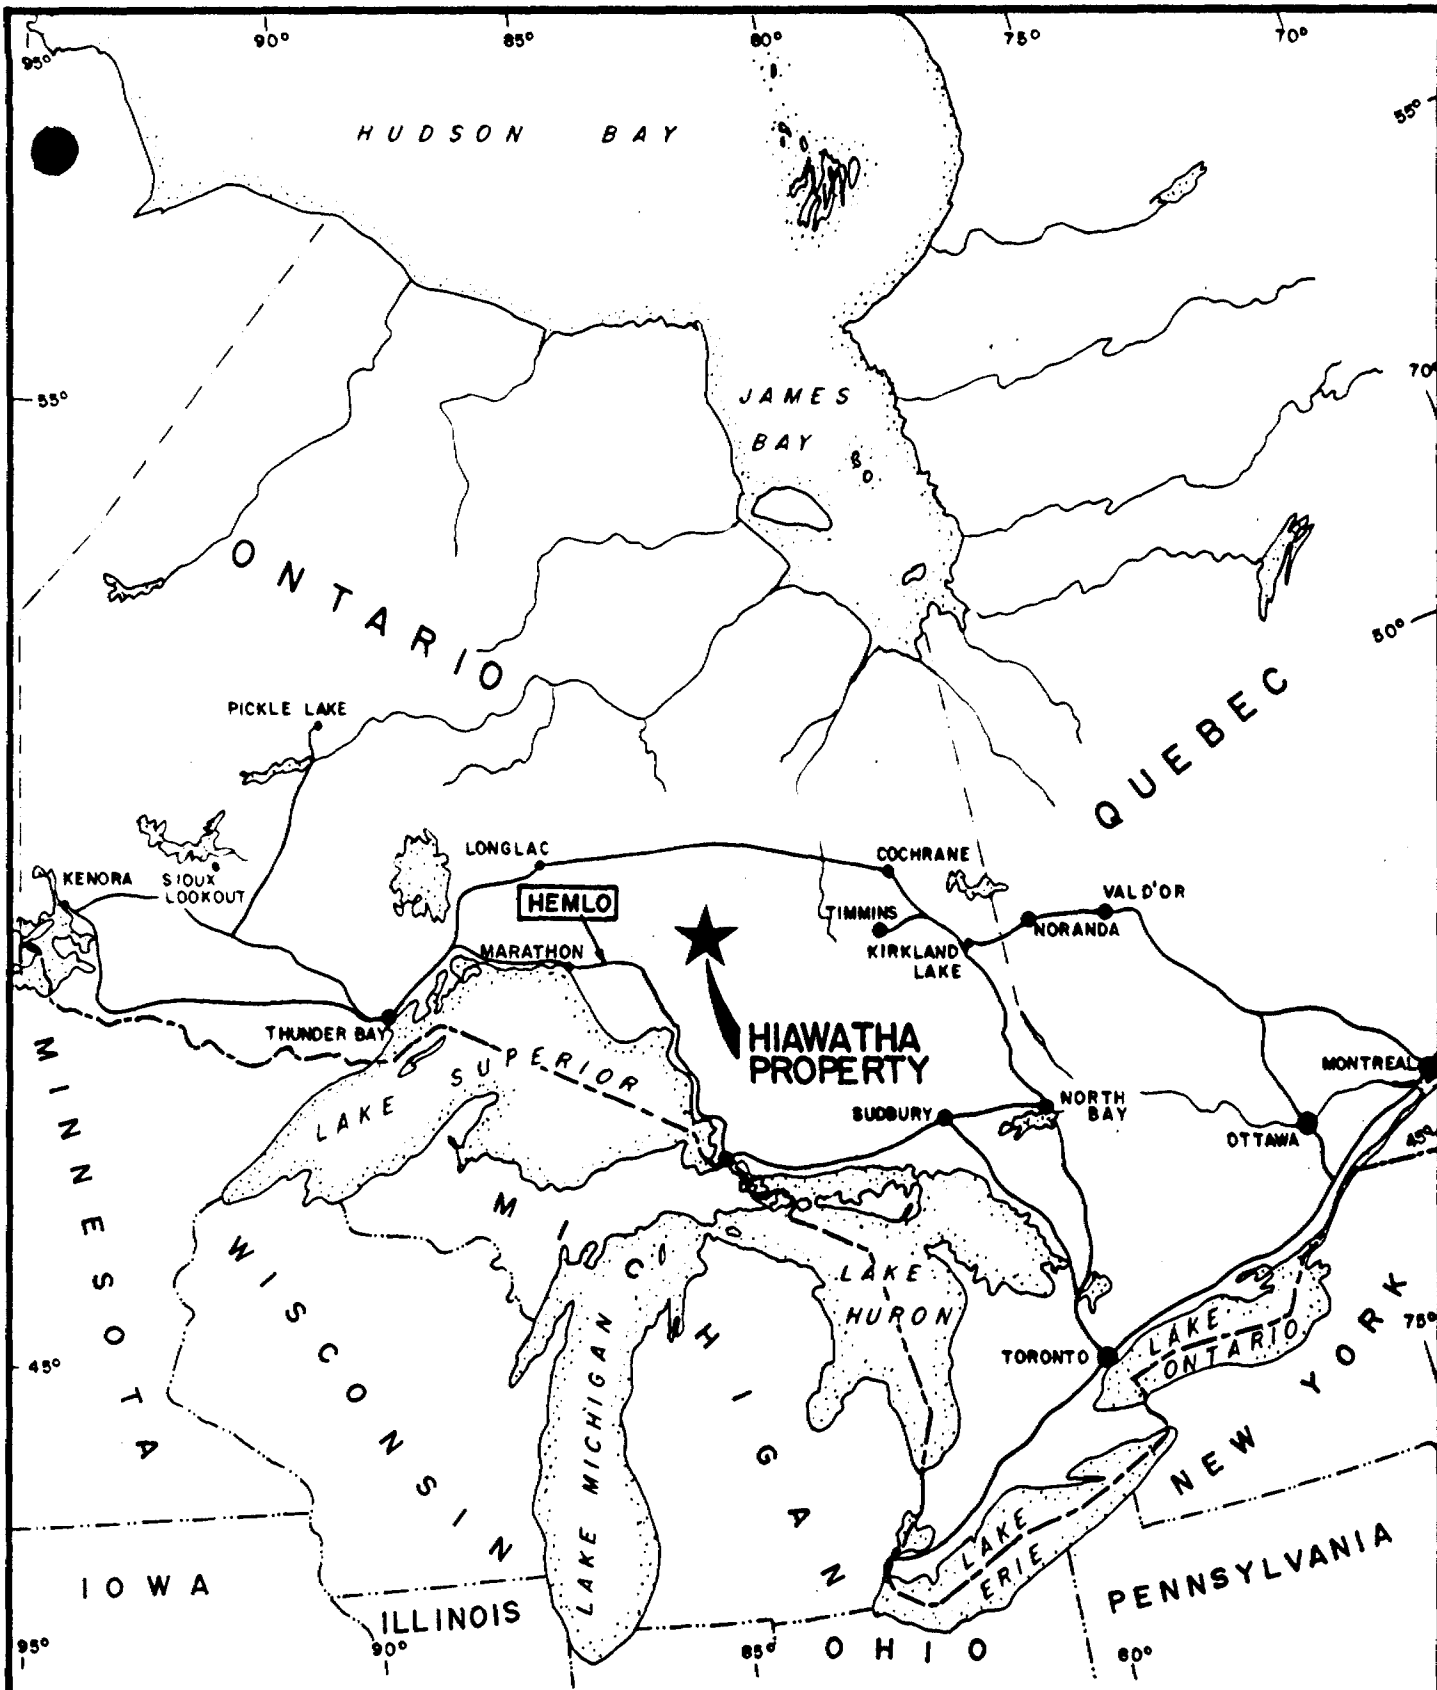 90°
85°
80°
75°
70°
95°
55°
HUDSON BAY
55°
70°
JAMES
BAY
ONTARIO
50°
PICKLE LAKE
QUEBEC
LONGLAC
COCHRANE
KENORA
SIOUX
LOOKOUT
HEMLO
TIMMINS
VAL D'OR
NORANDA
KIRKLAND
LAKE
MARATHON
THUNDER BAY
HIAWATHA
PROPERTY
LAKE SUPERIOR
MONTREAL
SUDBURY
NORTH
BAY
OTTAWA
45°
MINNESOTA
WISCONSIN
MICHIGAN
LAKE
HURON
LAKE MICHIGAN
TORONTO
LAKE
ONTARIO
75°
45°
NEW YORK
LAKE
ERIE
PENNSYLVANIA
IOWA
ILLINOIS
OHIO
95°
90°
85°
80°